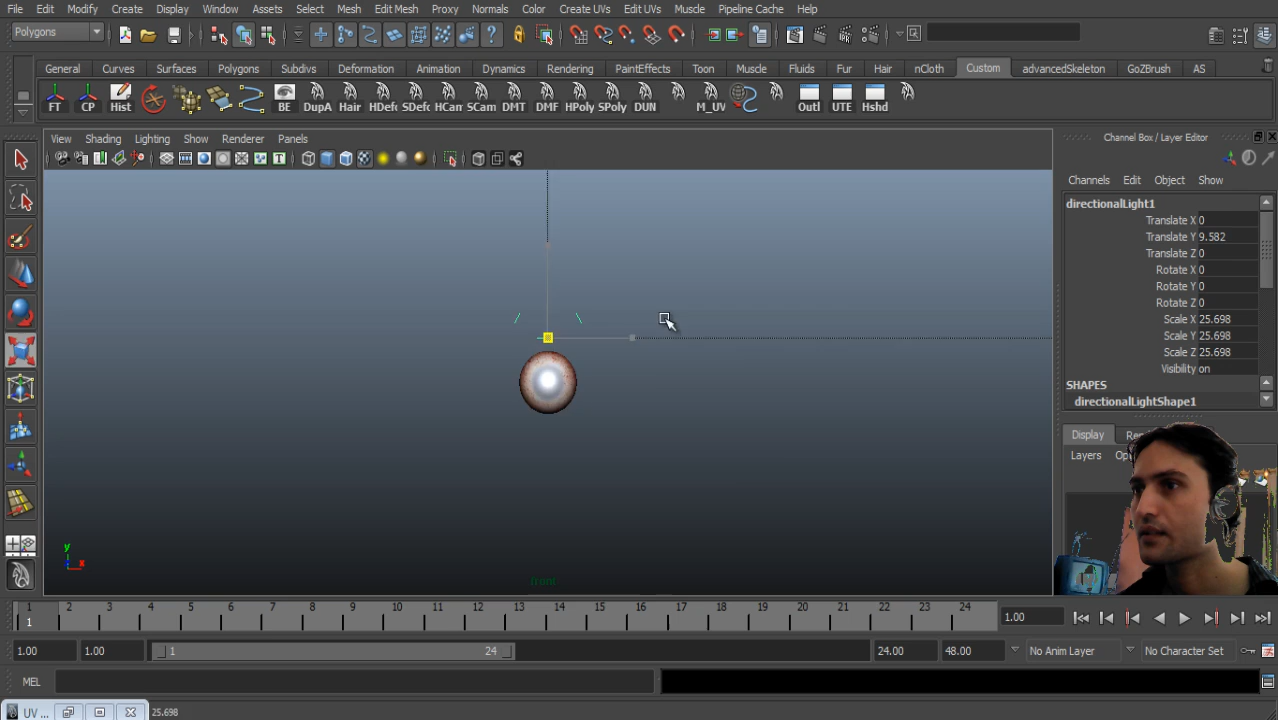 File Edit Modify Create Display Window Assets Select Mesh Edit Mesh Proxy Normals Color Create UVs Edit UVs Muscle Pipeline Cache Help
Polygons
General Curves Surfaces Polygons Subdivs Deformation Animation Dynamics Rendering PaintEffects Toon Muscle Fluids Fur Hair nCloth Custom advancedSkeleton GoZBrush AS
FT CP Hist BE DupA Hair HDefc SDefc HCam SCam DMT DMF HPoly SPoly DUN M_UV Outl UTE Hshd
View Shading Lighting Show Renderer Panels
Channel Box / Layer Editor
Channels Edit Object Show
directionalLight1
Translate X 0
Translate Y 9.582
Translate Z 0
Rotate X 0
Rotate Y 0
Rotate Z 0
Scale X 25.698
Scale Y 25.698
Scale Z 25.698
Visibility on
SHAPES
directionalLightShape1
Display
Layers
y
x
front
1 2 3 4 5 6 7 8 9 10 11 12 13 14 15 16 17 18 19 20 21 22 23 24
1
1.00
1.00 1.00 1 24 24.00 48.00 No Anim Layer No Character Set
MEL
UV ... 25.698